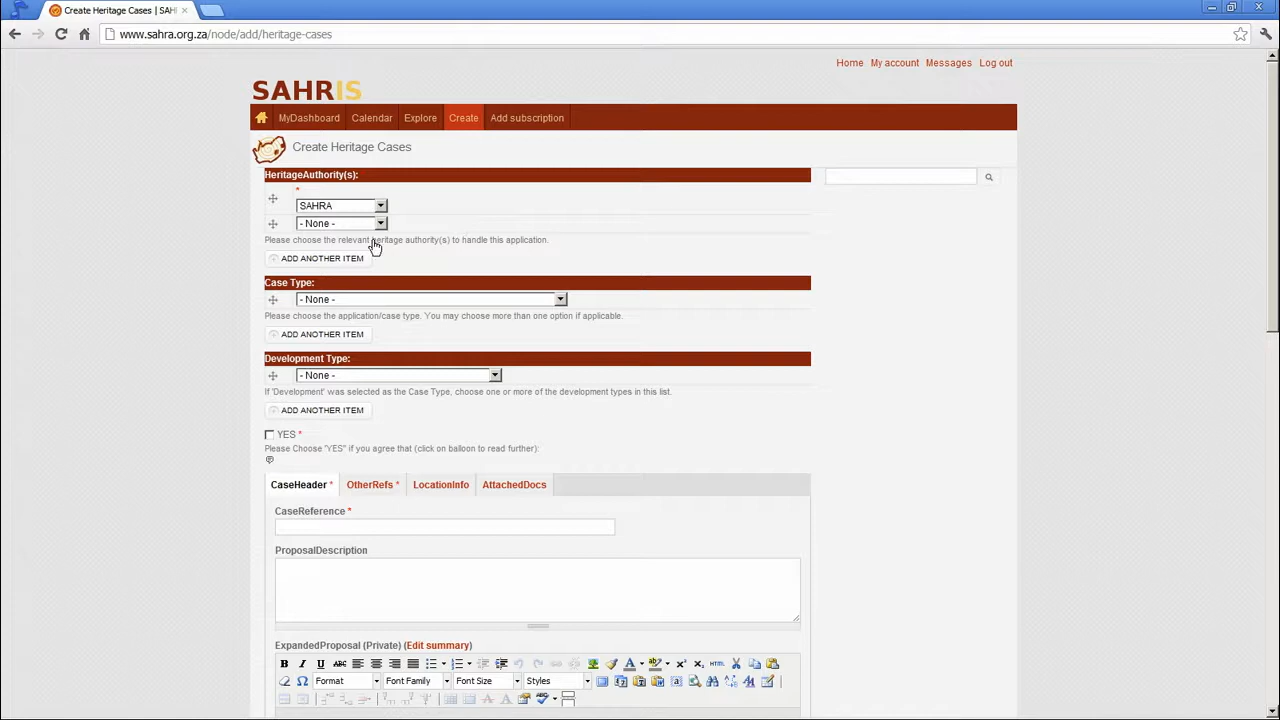 Create Heritage Cases | SAH
www.sahra.org.za/node/add/heritage-cases
Home My account Messages Log out
SAHRIS
MyDashboard Calendar Explore Create Add subscription
Create Heritage Cases
HeritageAuthority(s):
*
SAHRA
- None -
Please choose the relevant heritage authority(s) to handle this application.
ADD ANOTHER ITEM
Case Type:
- None -
Please choose the application/case type. You may choose more than one option if applicable.
ADD ANOTHER ITEM
Development Type:
- None -
If 'Development' was selected as the Case Type, choose one or more of the development types in this list.
ADD ANOTHER ITEM
YES *
Please Choose "YES" if you agree that (click on balloon to read further):
CaseHeader * OtherRefs * LocationInfo AttachedDocs
CaseReference *
ProposalDescription
ExpandedProposal (Private) (Edit summary)
B I U ABC A ab x² x₂ HTML
Ω Format Font Family Font Size Styles